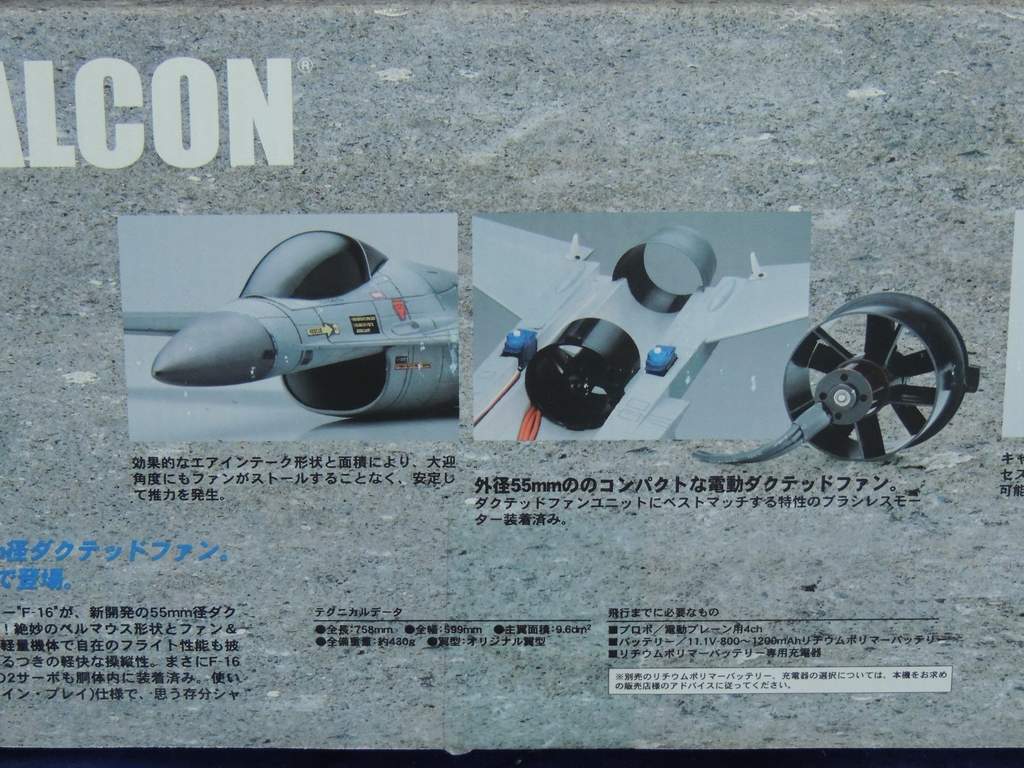 ALCON®
効果的なエアインテーク形状と面積により、大迎
角度にもファンがストールすることなく、安定し
て推力を発生。
外径55mmののコンパクトな電動ダクテッドファン。
ダクテッドファンユニットにベストマッチする特性のブラシレスモー
ター装着済み。
キャ
セス
可能
径ダクテッドファン。
で登場。
ー"F-16"が、新開発の55mm径ダク
！絶妙のベルマウス形状とファン＆
軽量機体で自在のフライト性能も披
るつきの軽快な操縦性。まさにF-16
の2サーボも胴体内に装着済み。使い
イン・プレイ)仕様で、思う存分シャ
テクニカルデータ
●全長:758mm ●全幅:599mm ●主翼面積:9.6dm²
●全備重量:約430g ●翼型:オリジナル翼型
飛行までに必要なもの
■プロポ／電動プレーン用4ch
■バッテリー／11.1V-800～1200mAhリチウムポリマーバッテリー
■リチウムポリマーバッテリー専用充電器
※別売のリチウムポリマーバッテリー、充電器の選択については、本機をお求め
の販売店様のアドバイスに従ってください。